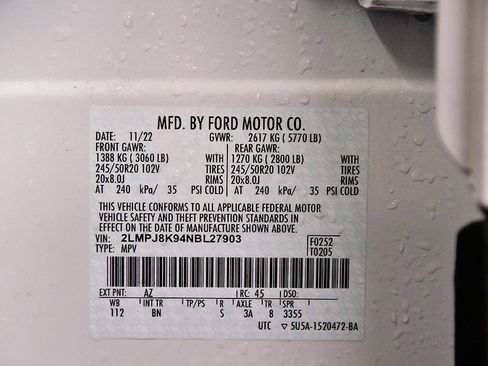 MFD. BY FORD MOTOR CO.
DATE: 11/22 GVWR: 2617 KG ( 5770 LB)
FRONT GAWR: REAR GAWR:
1388 KG ( 3060 LB) WITH 1270 KG ( 2800 LB) WITH
245/50R20 102V TIRES 245/50R20 102V TIRES
20x8.0J RIMS 20x8.0J RIMS
AT 240 kPa/ 35 PSI COLD AT 240 kPa/ 35 PSI COLD
THIS VEHICLE CONFORMS TO ALL APPLICABLE FEDERAL MOTOR
VEHICLE SAFETY AND THEFT PREVENTION STANDARDS IN
EFFECT ON THE DATE OF MANUFACTURE SHOWN ABOVE.
VIN: 2LMPJ8K94NBL27903 F0252
TYPE: MPV T0205
EXT PNT: AZ RC: 45 DSO:
WB INT TR TP/PS R AXLE TR SPR
112 BN S 3A 8 3355
UTC ▽ 5U5A-1520472-BA